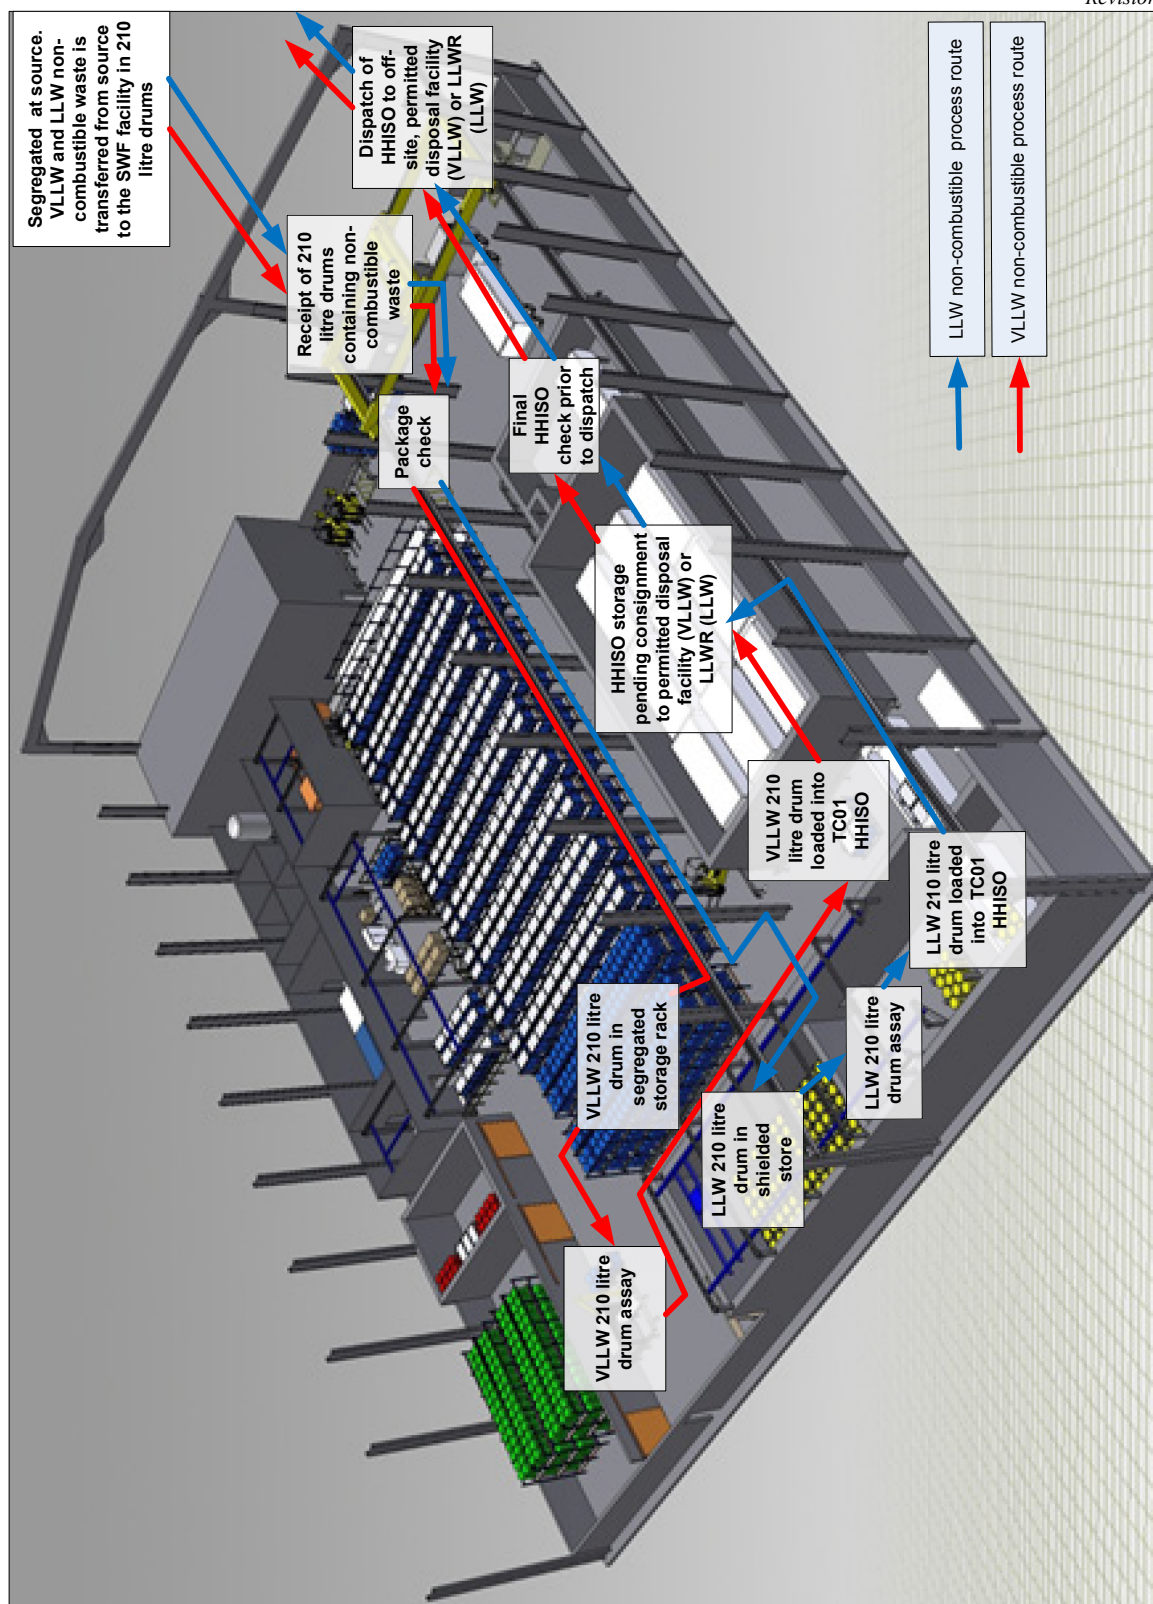 Revision
Segregated at source.
VLLW and LLW non-
combustible waste is
transferred from source
to the SWF facility in 210
litre drums
Receipt of 210
litre drums
containing non-
combustible
waste
Dispatch of
HHISO to off-
site, permitted
disposal facility
(VLLW) or LLWR
(LLW)
Package
check
Final
HHISO
check prior
to dispatch
HHISO storage
pending consignment
to permitted disposal
facility (VLLW) or
LLWR (LLW)
VLLW 210
litre drum
loaded into
TC01
HHISO
LLW 210 litre
drum loaded
into TC01
HHISO
VLLW 210 litre
drum in
segregated
storage rack
LLW 210 litre
drum assay
LLW 210 litre
drum in
shielded
store
VLLW 210 litre
drum assay
LLW non-combustible process route
VLLW non-combustible process route